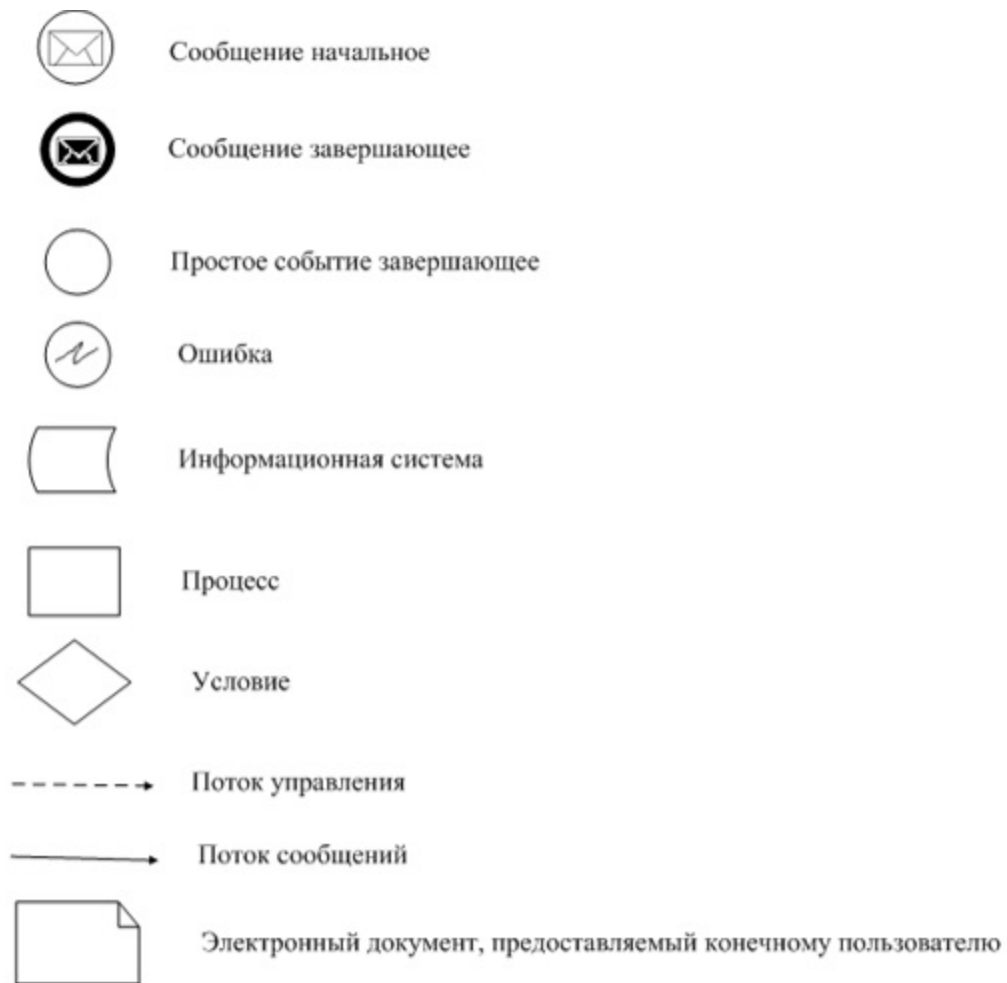 Сообщение начальное
Сообщение завершающее
Простое событие завершающее
Ошибка
Информационная система
Процесс
Условие
Поток управления
Поток сообщений
Электронный документ, предоставляемый конечному пользователю